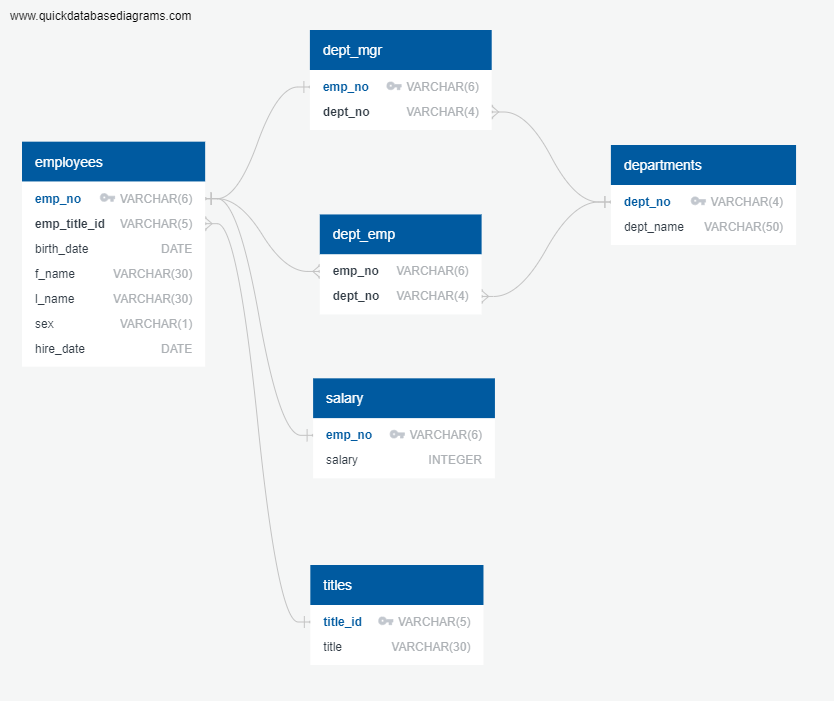 www.quickdatabasediagrams.com
dept_mgr
emp_no VARCHAR(6)
dept_no VARCHAR(4)
employees
emp_no VARCHAR(6)
emp_title_id VARCHAR(5)
birth_date DATE
f_name VARCHAR(30)
l_name VARCHAR(30)
sex VARCHAR(1)
hire_date DATE
departments
dept_no VARCHAR(4)
dept_name VARCHAR(50)
dept_emp
emp_no VARCHAR(6)
dept_no VARCHAR(4)
salary
emp_no VARCHAR(6)
salary INTEGER
titles
title_id VARCHAR(5)
title VARCHAR(30)